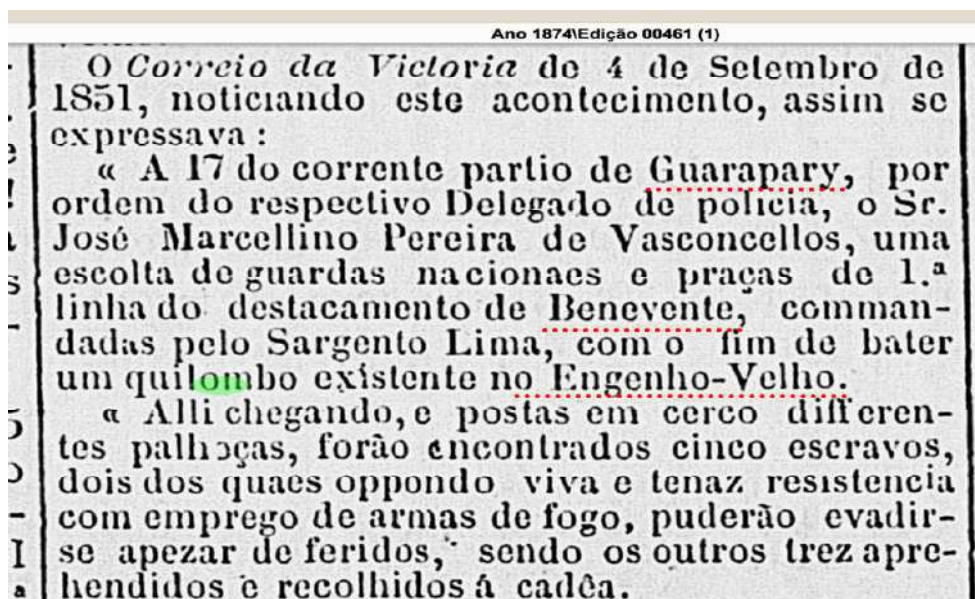 Ano 1874\Edição 00461 (1)
O Correio da Victoria de 4 de Setembro de
1851, noticiando este acontecimento, assim se
expressava :
« A 17 do corrente partio de Guarapary, por
ordem do respectivo Delegado de policia, o Sr.
José Marcellino Pereira de Vasconcellos, uma
escolta de guardas nacionaes e praças de 1.ª
linha do destacamento de Benevente, comman-
dadas pelo Sargento Lima, com o fim de bater
um quilombo existente no Engenho-Velho.
« Alli chegando, e postas em cerco differen-
tes palhoças, forão encontrados cinco escravos,
dois dos quaes oppondo viva e tenaz resistencia
com emprego de armas de fogo, puderão evadir-
se apezar de feridos, sendo os outros trez apre-
hendidos e recolhidos á cadêa.